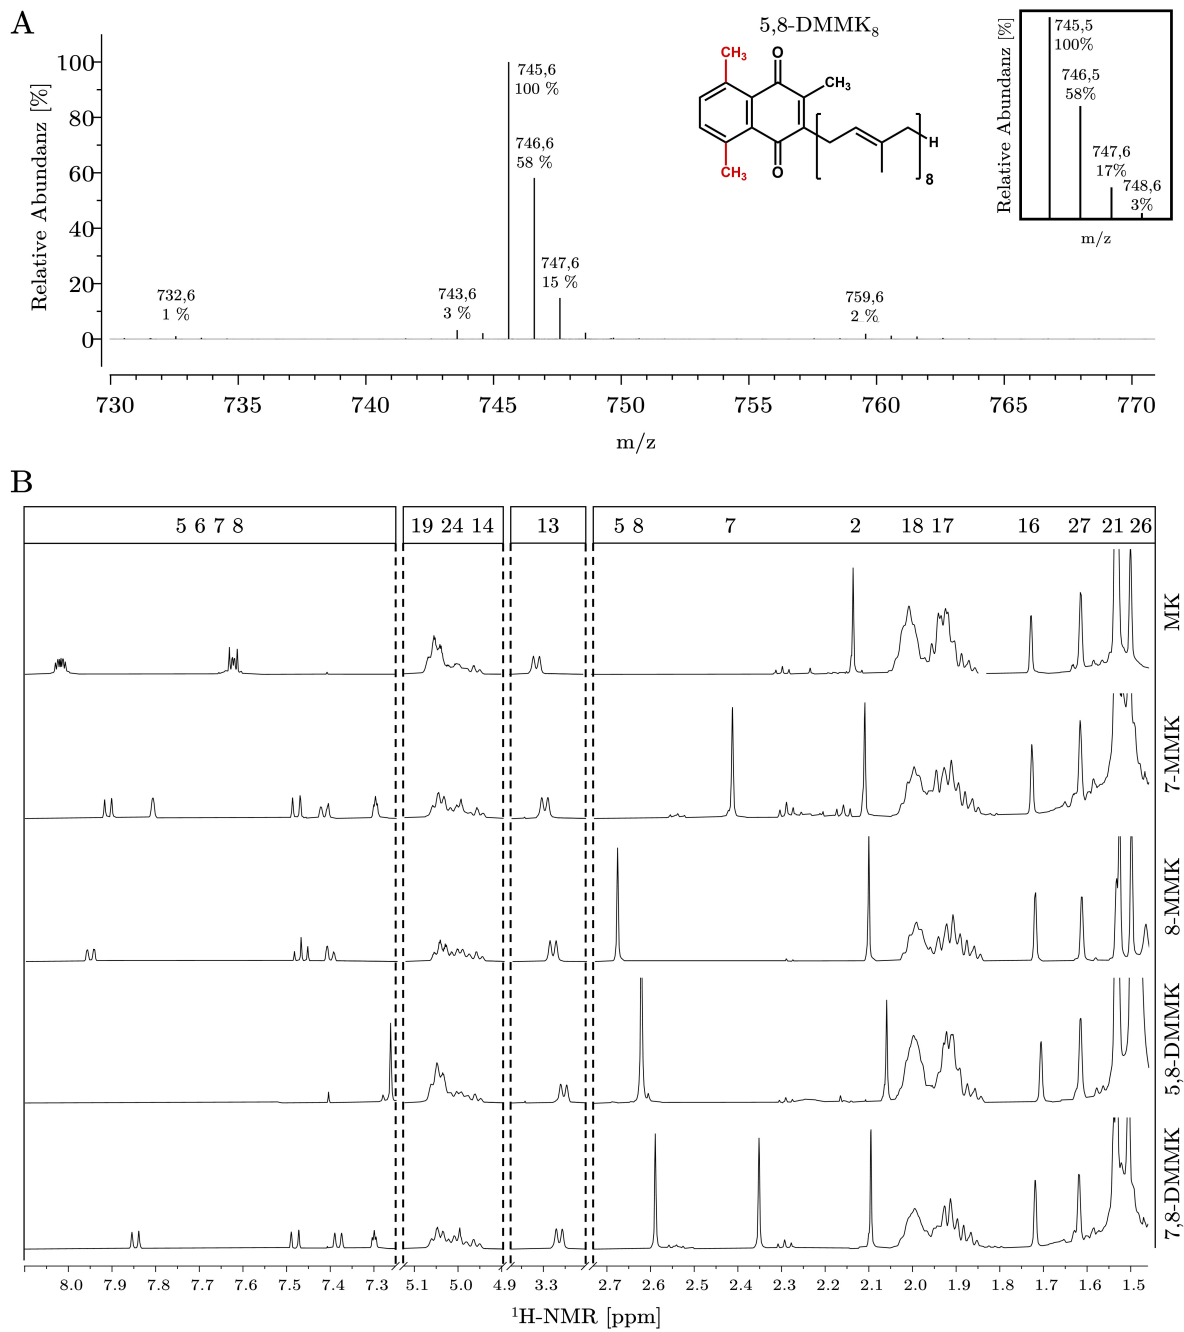 A
5,8-DMMK8
Relative Abundanz [%]
100
80
60
40
20
0
745,6
100 %
746,6
58 %
747,6
15 %
732,6
1 %
743,6
3 %
759,6
2 %
CH3
O
CH3
H
8
O
CH3
Relative Abundanz [%]
745,5
100%
746,5
58%
747,6
17%
748,6
3%
m/z
730 735 740 745 750 755 760 765 770
m/z
B
5 6 7 8 19 24 14 13 5 8 7 2 18 17 16 27 21 26
MK
7-MMK
8-MMK
5,8-DMMK
7,8-DMMK
8.0 7.9 7.8 7.7 7.6 7.5 7.4 7.3 5.1 5.0 4.9 3.3 2.7 2.6 2.5 2.4 2.3 2.2 2.1 2.0 1.9 1.8 1.7 1.6 1.5
1H-NMR [ppm]